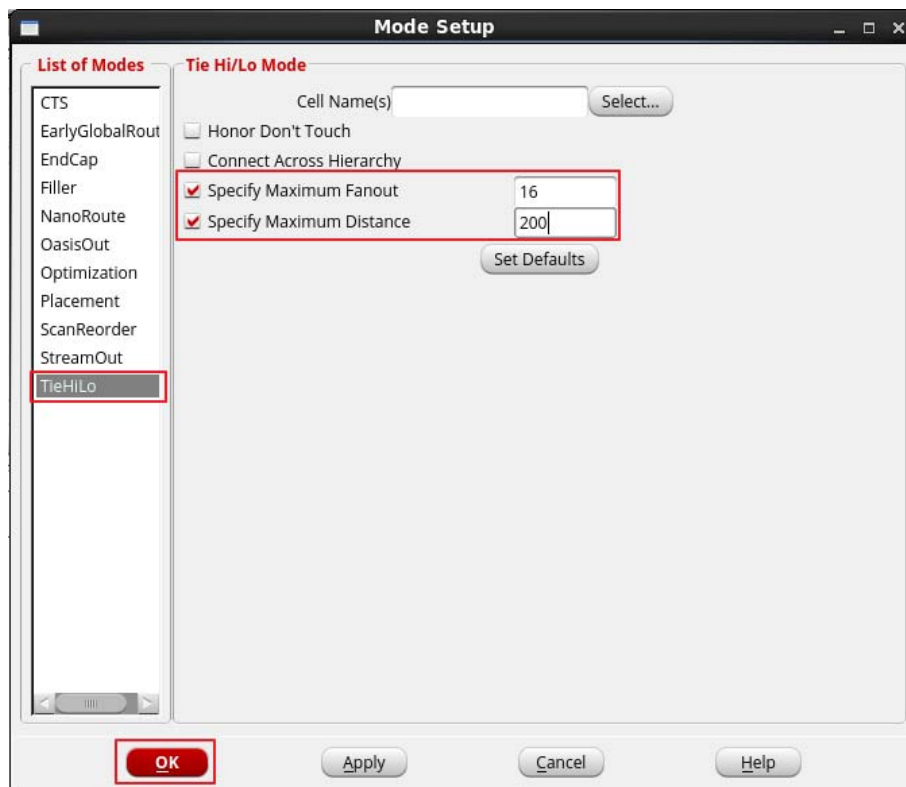 Mode Setup
List of Modes
CTS
EarlyGlobalRout
EndCap
Filler
NanoRoute
OasisOut
Optimization
Placement
ScanReorder
StreamOut
TieHiLo
Tie Hi/Lo Mode
Cell Name(s) Select...
Honor Don't Touch
Connect Across Hierarchy
Specify Maximum Fanout 16
Specify Maximum Distance 200
Set Defaults
OK Apply Cancel Help